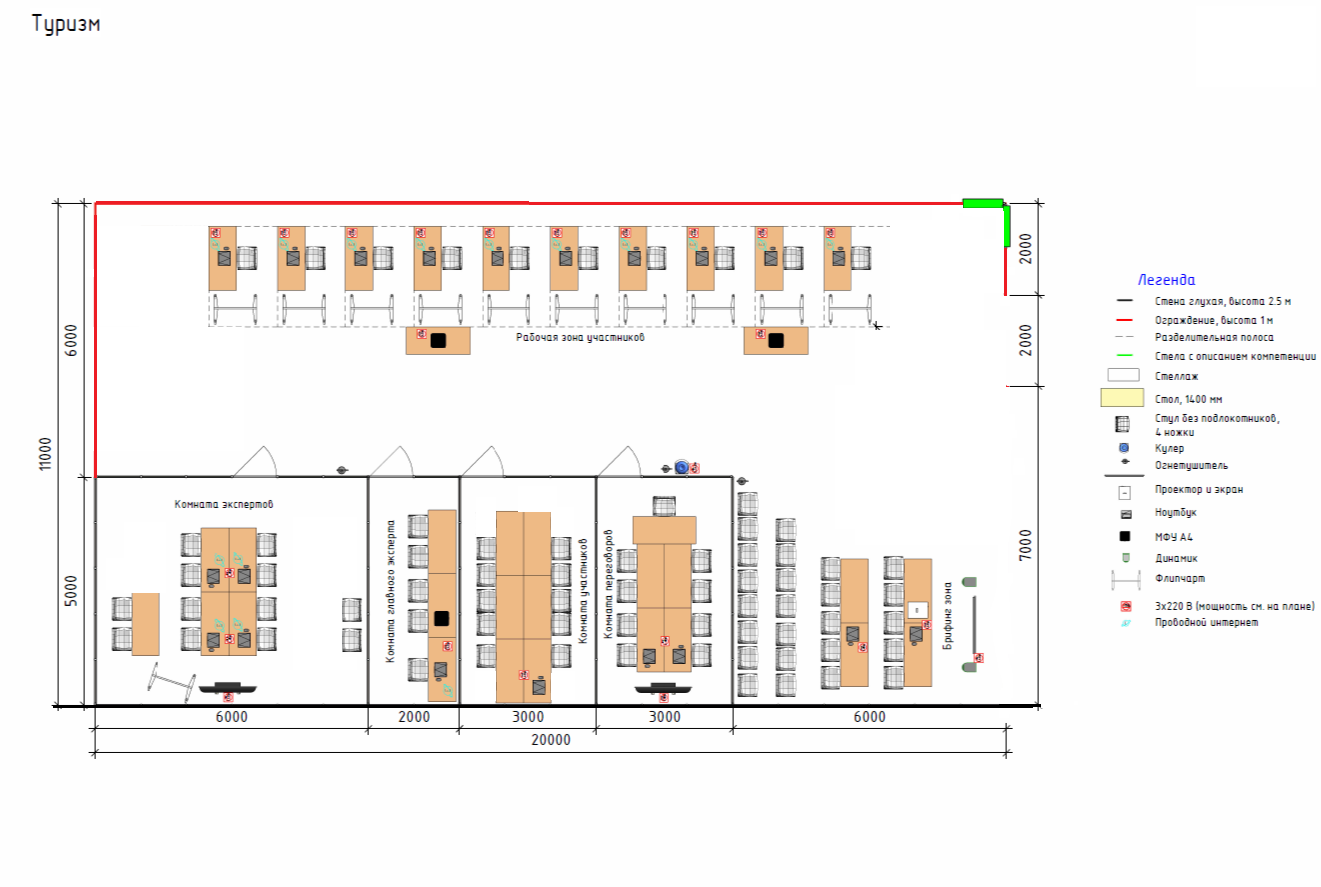 Туризм
2000
6000
Рабочая зона участников
2000
11000
5000
7000
Комната экспертов
Комната главного эксперта
Комната участников
Комната переговоров
Брифинг зона
6000
2000
3000
3000
6000
20000
Легенда
Стена глухая, высота 2.5 м
Ограждение, высота 1 м
Разделительная полоса
Стела с описанием компетенции
Стеллаж
Стол, 1400 мм
Стул без подлокотников,
4 ножки
Кулер
Огнетушитель
Проектор и экран
Ноутбук
МФУ А4
Динамик
Флипчарт
3х220 В (мощность см. на плане)
Проводной интернет